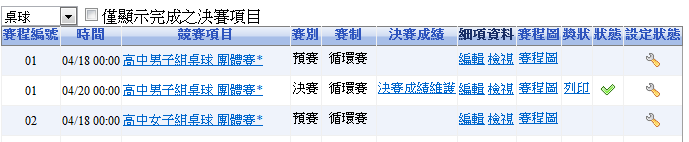 桌球 僅顯示完成之決賽項目
賽程編號 時間 競賽項目 賽別 賽制 決賽成績 細項資料 賽程圖 獎狀 狀態 設定狀態
01 04/18 00:00 高中男子組桌球 團體賽* 預賽 循環賽 編輯 檢視 賽程圖
01 04/20 00:00 高中男子組桌球 團體賽* 決賽 循環賽 決賽成績維護 編輯 檢視 賽程圖 列印
02 04/18 00:00 高中女子組桌球 團體賽* 預賽 循環賽 編輯 檢視 賽程圖